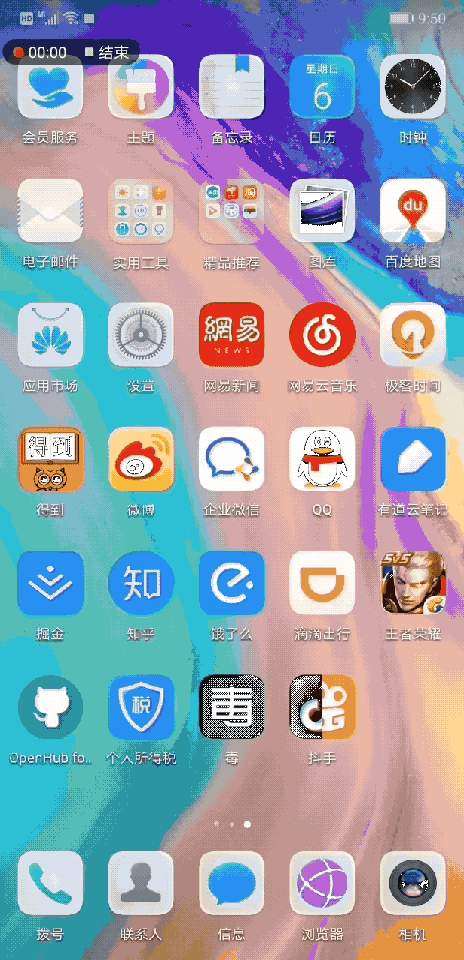 HD 9:50
00:00 结束
星期日
6
会员服务 主题 备忘录 日历 时钟
du
电子邮件 实用工具 精品推荐 图库 百度地图
網易
NEWS
应用市场 设置 网易新闻 网易云音乐 极客时间
得到
得到 微博 企业微信 QQ 有道云笔记
知
5V5
掘金 知乎 饿了么 滴滴出行 王者荣耀
税
OpenHub fo.. 个人所得税 毒 抖手
拨号 联系人 信息 浏览器 相机